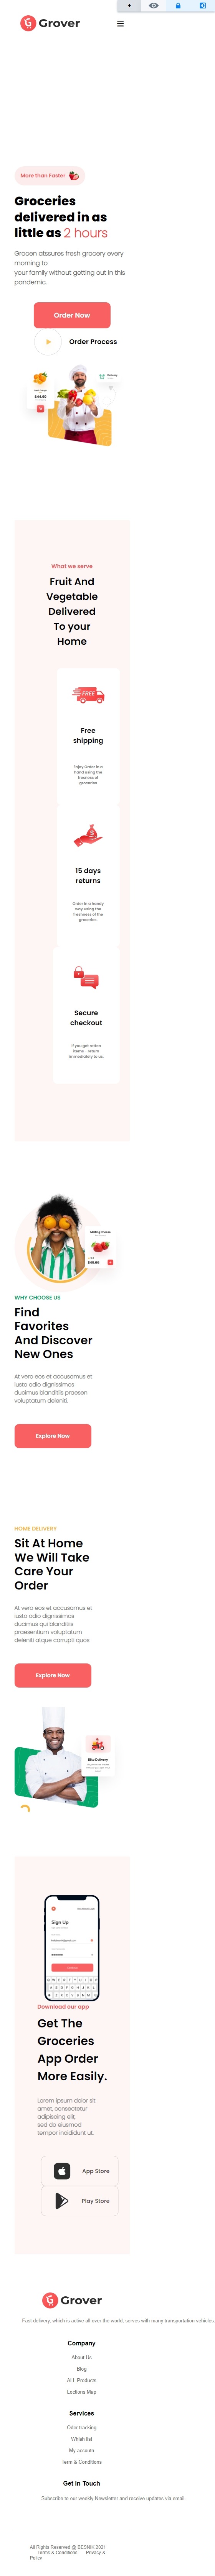 Grover
More than Faster
Groceries
delivered in as
little as 2 hours
Grocen atssures fresh grocery every
morning to
your family without getting out in this
pandemic.
Order Now
Order Process
$44.00
What we serve
Fruit And
Vegetable
Delivered
To your
Home
FREE
Free
shipping
Enjoy Order in a
hand using the
freshness of
groceries
15 days
returns
Order in a handy
way using the
freshness of the
groceries.
Secure
checkout
If you get rotten
items - return
immediately to us.
WHY CHOOSE US
Find
Favorites
And Discover
New Ones
At vero eos et accusamus et
iusto odio dignissimos
ducimus blanditiis praesen
voluptatum deleniti.
Explore Now
HOME DELIVERY
Sit At Home
We Will Take
Care Your
Order
At vero eos et accusamus et
iusto odio dignissimos
ducimus qui blanditiis
praesentium voluptatum
deleniti atque corrupti quos
Explore Now
Sign Up
Download our app
Get The
Groceries
App Order
More Easily.
Lorem ipsum dolor sit
amet, consectetur
adipiscing elit,
sed do eiusmod
tempor incididunt ut.
App Store
Play Store
Grover
Fast delivery, which is active all over the world, serves with many transportation vehicles.
Company
About Us
Blog
ALL Products
Loctions Map
Services
Oder tracking
Whish list
My accoutn
Term & Conditions
Get in Touch
Subscribe to our weekly Newsletter and receive updates via email.
All Rights Reserved @ BESNIK 2021
Terms & Conditions Privacy &
Policy